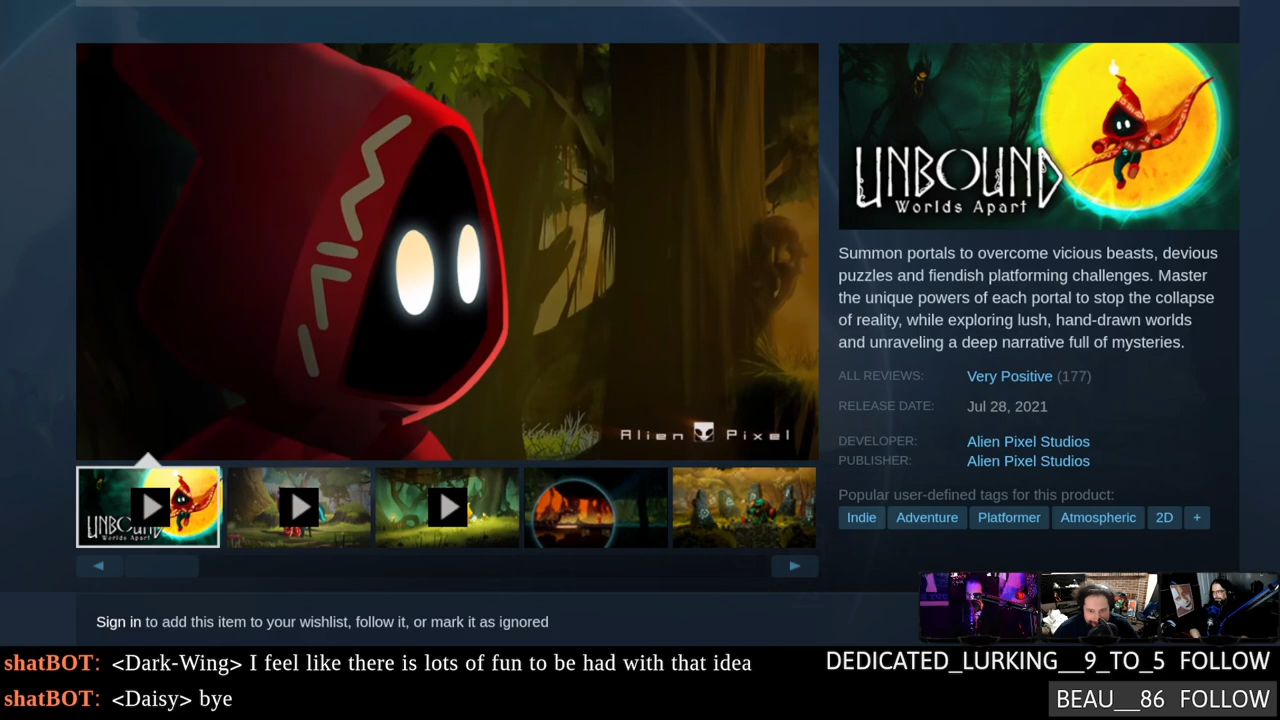 Alien Pixel
UNBOUND
Worlds Apart
UNBOUND
Worlds Apart
Summon portals to overcome vicious beasts, devious
puzzles and fiendish platforming challenges. Master
the unique powers of each portal to stop the collapse
of reality, while exploring lush, hand-drawn worlds
and unraveling a deep narrative full of mysteries.
ALL REVIEWS: Very Positive (177)
RELEASE DATE: Jul 28, 2021
DEVELOPER: Alien Pixel Studios
PUBLISHER: Alien Pixel Studios
Popular user-defined tags for this product:
Indie Adventure Platformer Atmospheric 2D +
Sign in to add this item to your wishlist, follow it, or mark it as ignored
shatBOT: <Dark-Wing> I feel like there is lots of fun to be had with that idea
shatBOT: <Daisy> bye
DEDICATED_LURKING__9_TO_5 FOLLOW
BEAU__86 FOLLOW